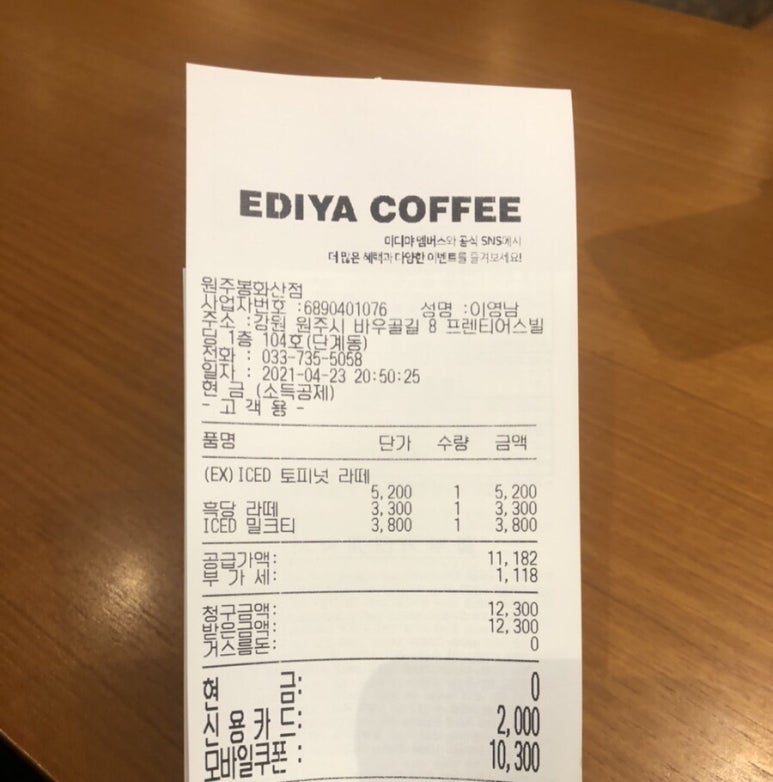 EDIYA COFFEE
이디야 멤버스와 공식 SNS에서
더 많은 혜택과 다양한 이벤트를 즐겨보세요!
원주봉화산점
사업자번호 :6890401076 성명 :이영남
주소 :강원 원주시 바우골길 8 프렌티어스빌
딩 1층 104호(단계동)
전화 : 033-735-5058
일자 : 2021-04-23 20:50:25
현 금 (소득공제)
- 고 객 용 -
품명 단가 수량 금액
(EX)ICED 토피넛 라떼
5,200 1 5,200
흑당 라떼 3,300 1 3,300
ICED 밀크티 3,800 1 3,800
공급가액: 11,182
부 가 세: 1,118
청구금액: 12,300
받은금액: 12,300
거스름돈: 0
현 금: 0
신 용 카 드: 2,000
모바일쿠폰: 10,300